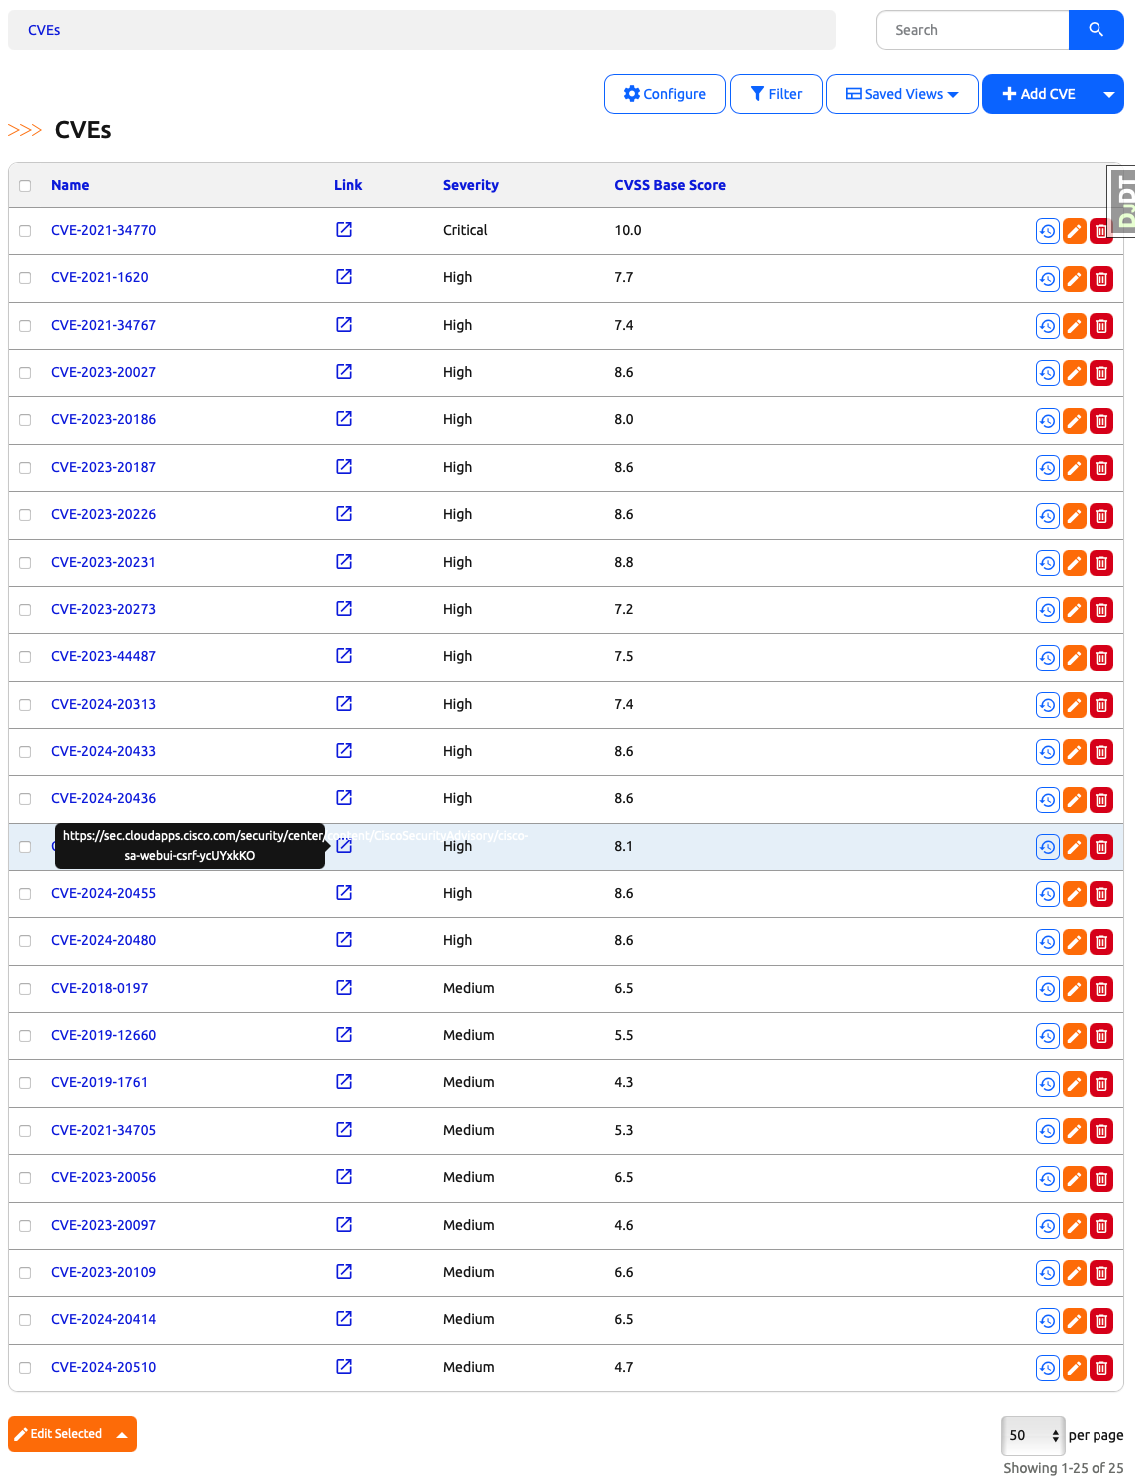 CVEs
Search
Configure
Filter
Saved Views
Add CVE
>>> CVEs
DJDT
Name Link Severity CVSS Base Score
CVE-2021-34770 Critical 10.0
CVE-2021-1620 High 7.7
CVE-2021-34767 High 7.4
CVE-2023-20027 High 8.6
CVE-2023-20186 High 8.0
CVE-2023-20187 High 8.6
CVE-2023-20226 High 8.6
CVE-2023-20231 High 8.8
CVE-2023-20273 High 7.2
CVE-2023-44487 High 7.5
CVE-2024-20313 High 7.4
CVE-2024-20433 High 8.6
CVE-2024-20436 High 8.6
https://sec.cloudapps.cisco.com/security/center/content/CiscoSecurityAdvisory/cisco-
sa-webui-csrf-ycUYxkKO
High 8.1
CVE-2024-20455 High 8.6
CVE-2024-20480 High 8.6
CVE-2018-0197 Medium 6.5
CVE-2019-12660 Medium 5.5
CVE-2019-1761 Medium 4.3
CVE-2021-34705 Medium 5.3
CVE-2023-20056 Medium 6.5
CVE-2023-20097 Medium 4.6
CVE-2023-20109 Medium 6.6
CVE-2024-20414 Medium 6.5
CVE-2024-20510 Medium 4.7
Edit Selected
50 per page
Showing 1-25 of 25